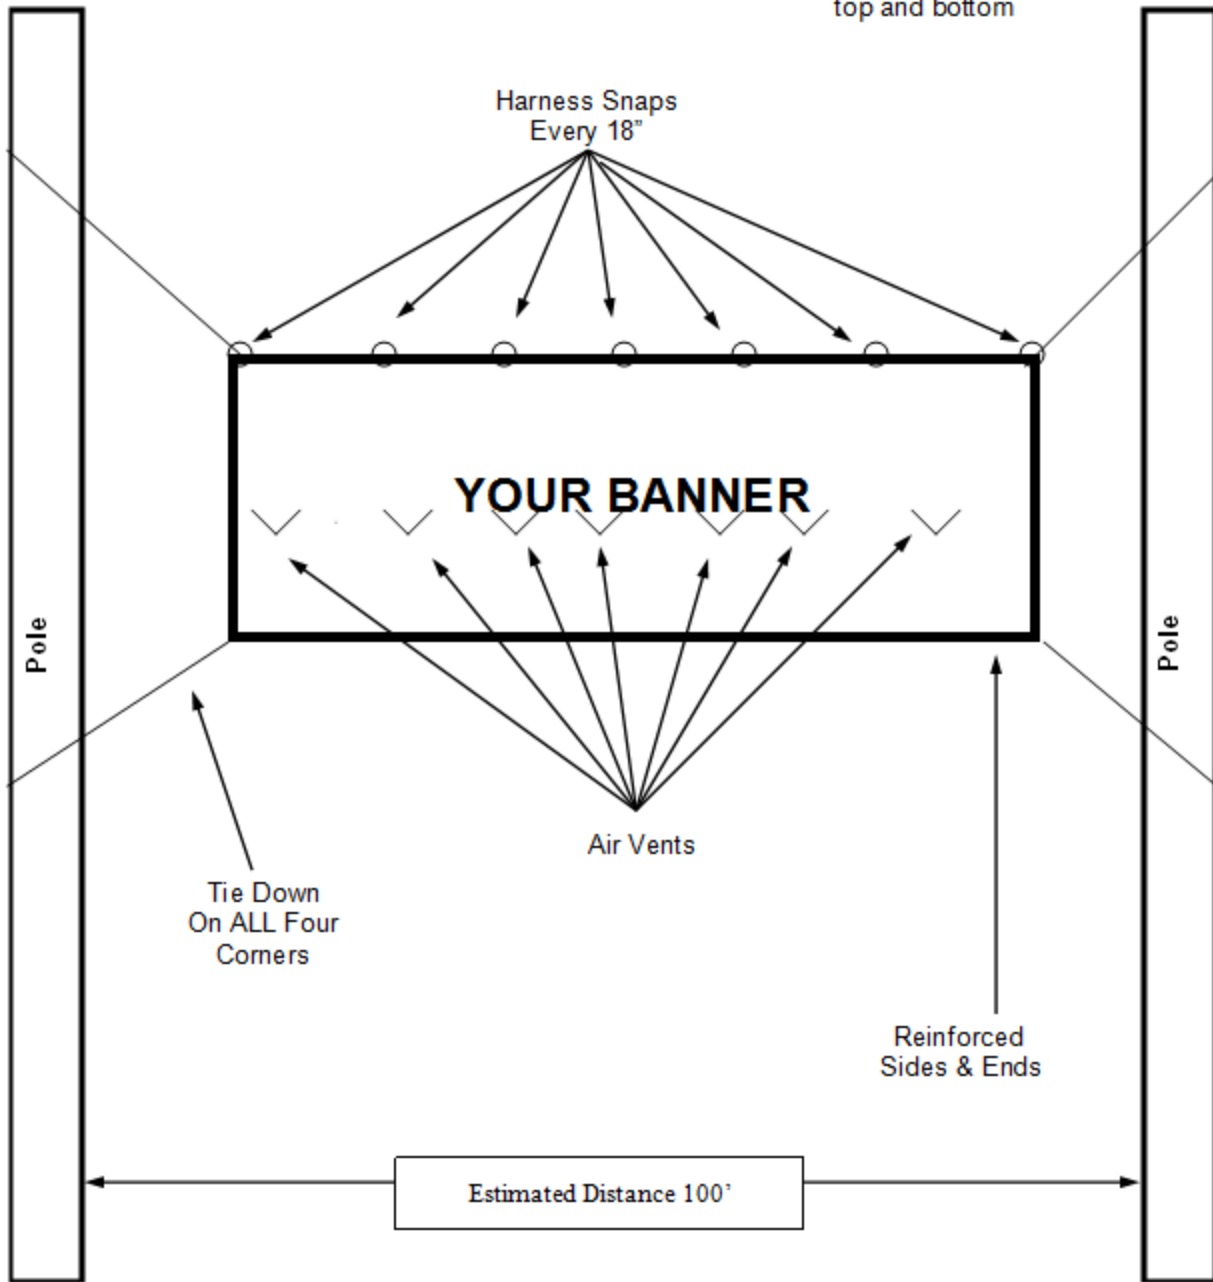 top and bottom
Harness Snaps
Every 18”
YOUR BANNER
Pole
Pole
Air Vents
Tie Down
On ALL Four
Corners
Reinforced
Sides & Ends
Estimated Distance 100’